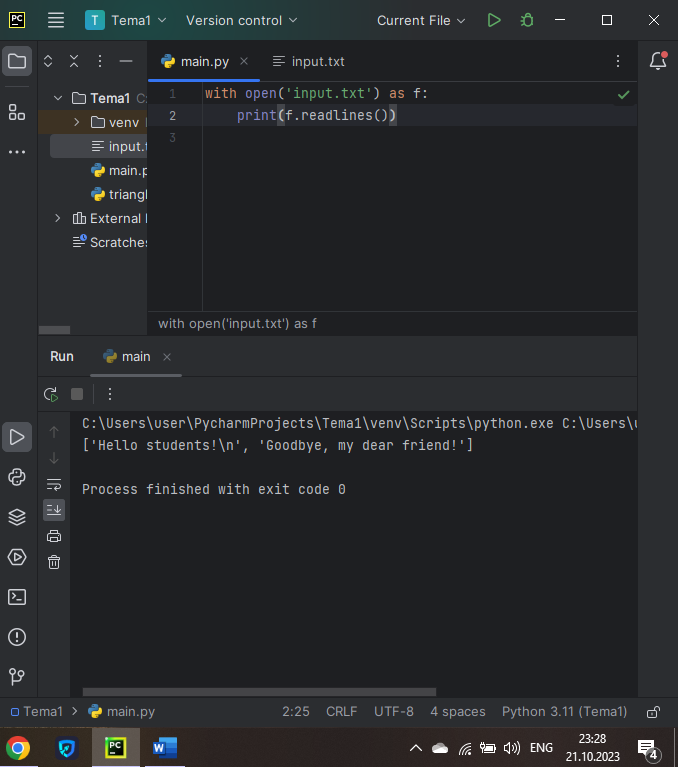 PC T Tema1 Version control Current File
main.py input.txt
Tema1
venv
input.t
main.p
triangl
External
Scratches
1 with open('input.txt') as f:
2 print(f.readlines())
3
with open('input.txt') as f
Run main
C:\Users\user\PycharmProjects\Tema1\venv\Scripts\python.exe C:\Users\u
['Hello students!\n', 'Goodbye, my dear friend!']
Process finished with exit code 0
Tema1 main.py 2:25 CRLF UTF-8 4 spaces Python 3.11 (Tema1)
PC W ENG 23:28
21.10.2023
4